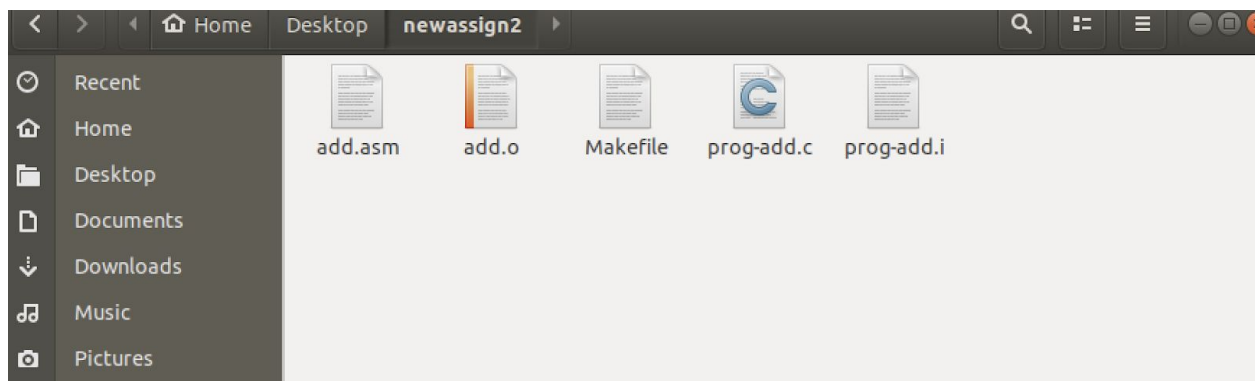 Home Desktop newassign2
Recent
Home
Desktop
Documents
Downloads
Music
Pictures
add.asm add.o Makefile prog-add.c prog-add.i